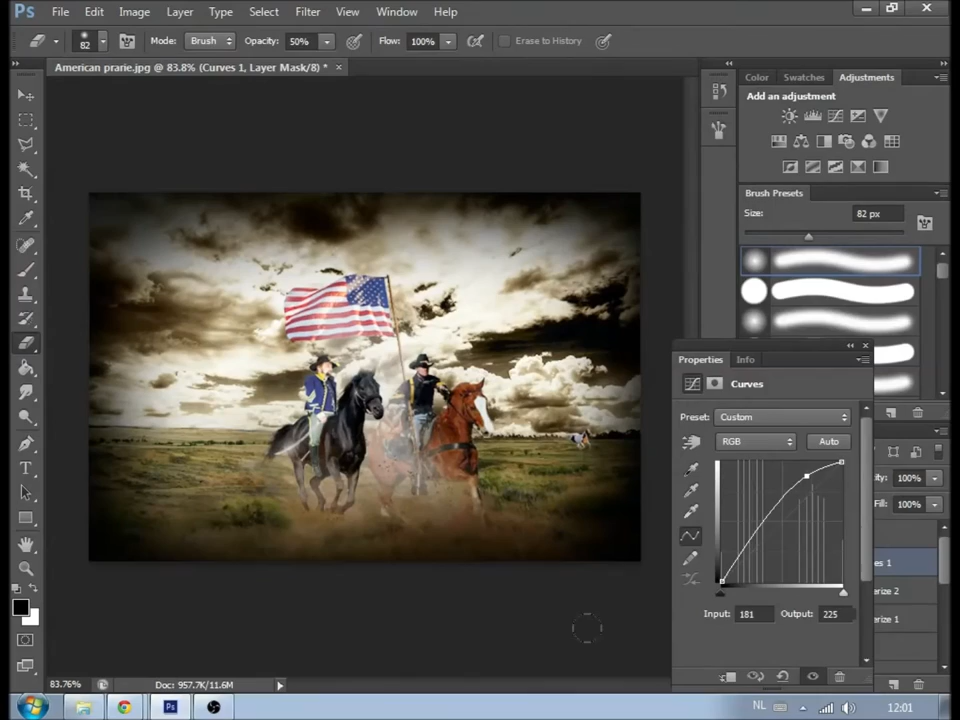 Ps File Edit Image Layer Type Select Filter View Window Help
82 Mode: Brush Opacity: 50% Flow: 100% Erase to History
American prarie.jpg @ 83.8% (Curves 1, Layer Mask/8) * ×
Color Swatches Adjustments
Add an adjustment
Brush Presets
Size: 82 px
Properties Info
Curves
Preset: Custom
RGB Auto
100%
Fill: 100%
es 1
erize 2
erize 1
Input: 181 Output: 225
83.76% Doc: 957.7K/11.6M
Ps NL 12:01